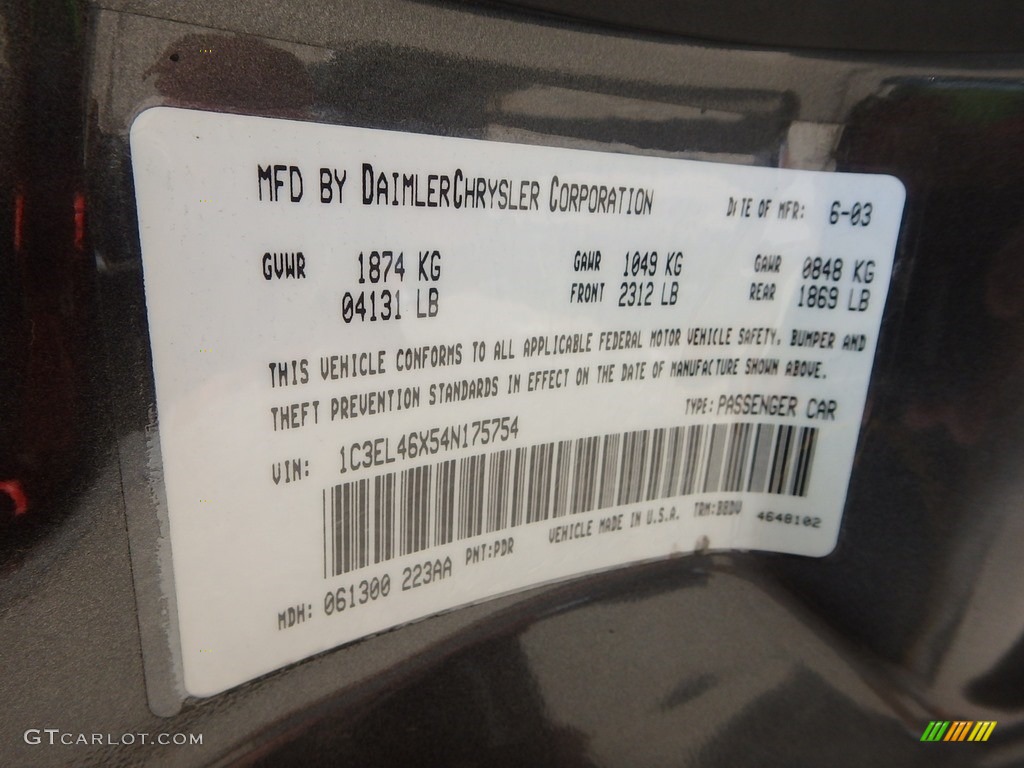 MFD BY DAIMLERCHRYSLER CORPORATION DATE OF MFR: 6-03
GVWR 1874 KG GAWR 1049 KG GAWR 0848 KG
04131 LB FRONT 2312 LB REAR 1869 LB
THIS VEHICLE CONFORMS TO ALL APPLICABLE FEDERAL MOTOR VEHICLE SAFETY, BUMPER AND
THEFT PREVENTION STANDARDS IN EFFECT ON THE DATE OF MANUFACTURE SHOWN ABOVE.
VIN: 1C3EL46X54N175754 TYPE: PASSENGER CAR
MDH: 061300 223AA PNT:PDR VEHICLE MADE IN U.S.A. 4648102
GTCARLOT.COM